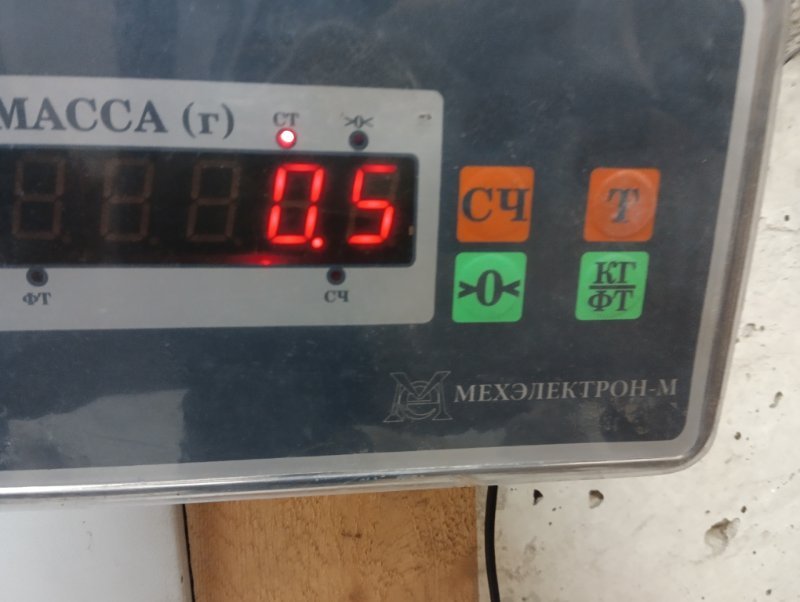 МАССА (г)
СТ >0<
0.5
ФТ СЧ
СЧ Т
>0< КГ
ФТ
МЕХЭЛЕКТРОН-М